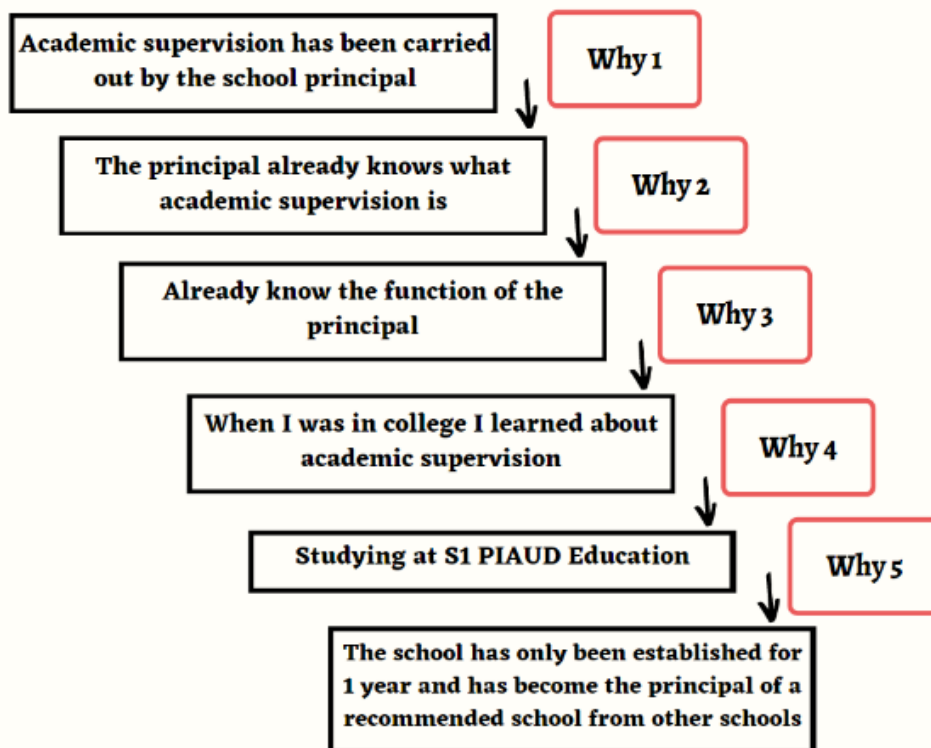 Academic supervision has been carried
out by the school principal
Why 1
The principal already knows what
academic supervision is
Why 2
Already know the function of the
principal
Why 3
When I was in college I learned about
academic supervision
Why 4
Studying at S1 PIAUD Education
Why 5
The school has only been established for
1 year and has become the principal of a
recommended school from other schools